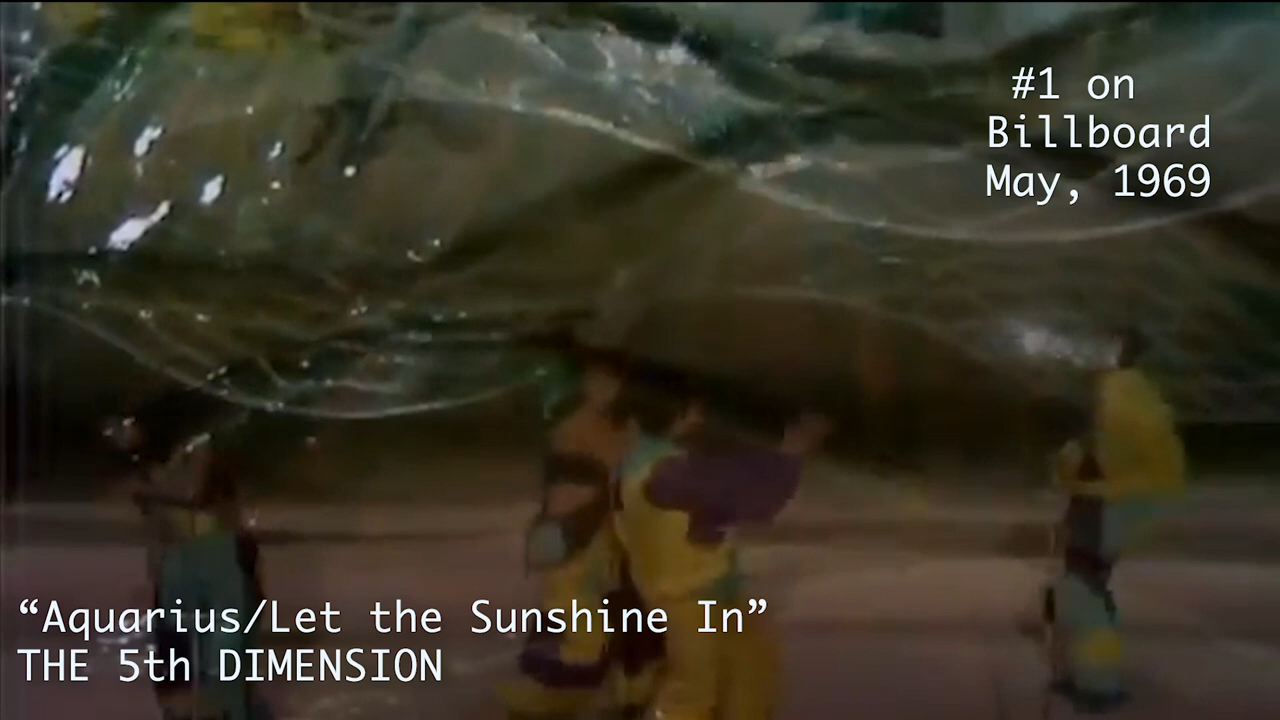 #1 on
Billboard
May, 1969
“Aquarius/Let the Sunshine In”
THE 5th DIMENSION